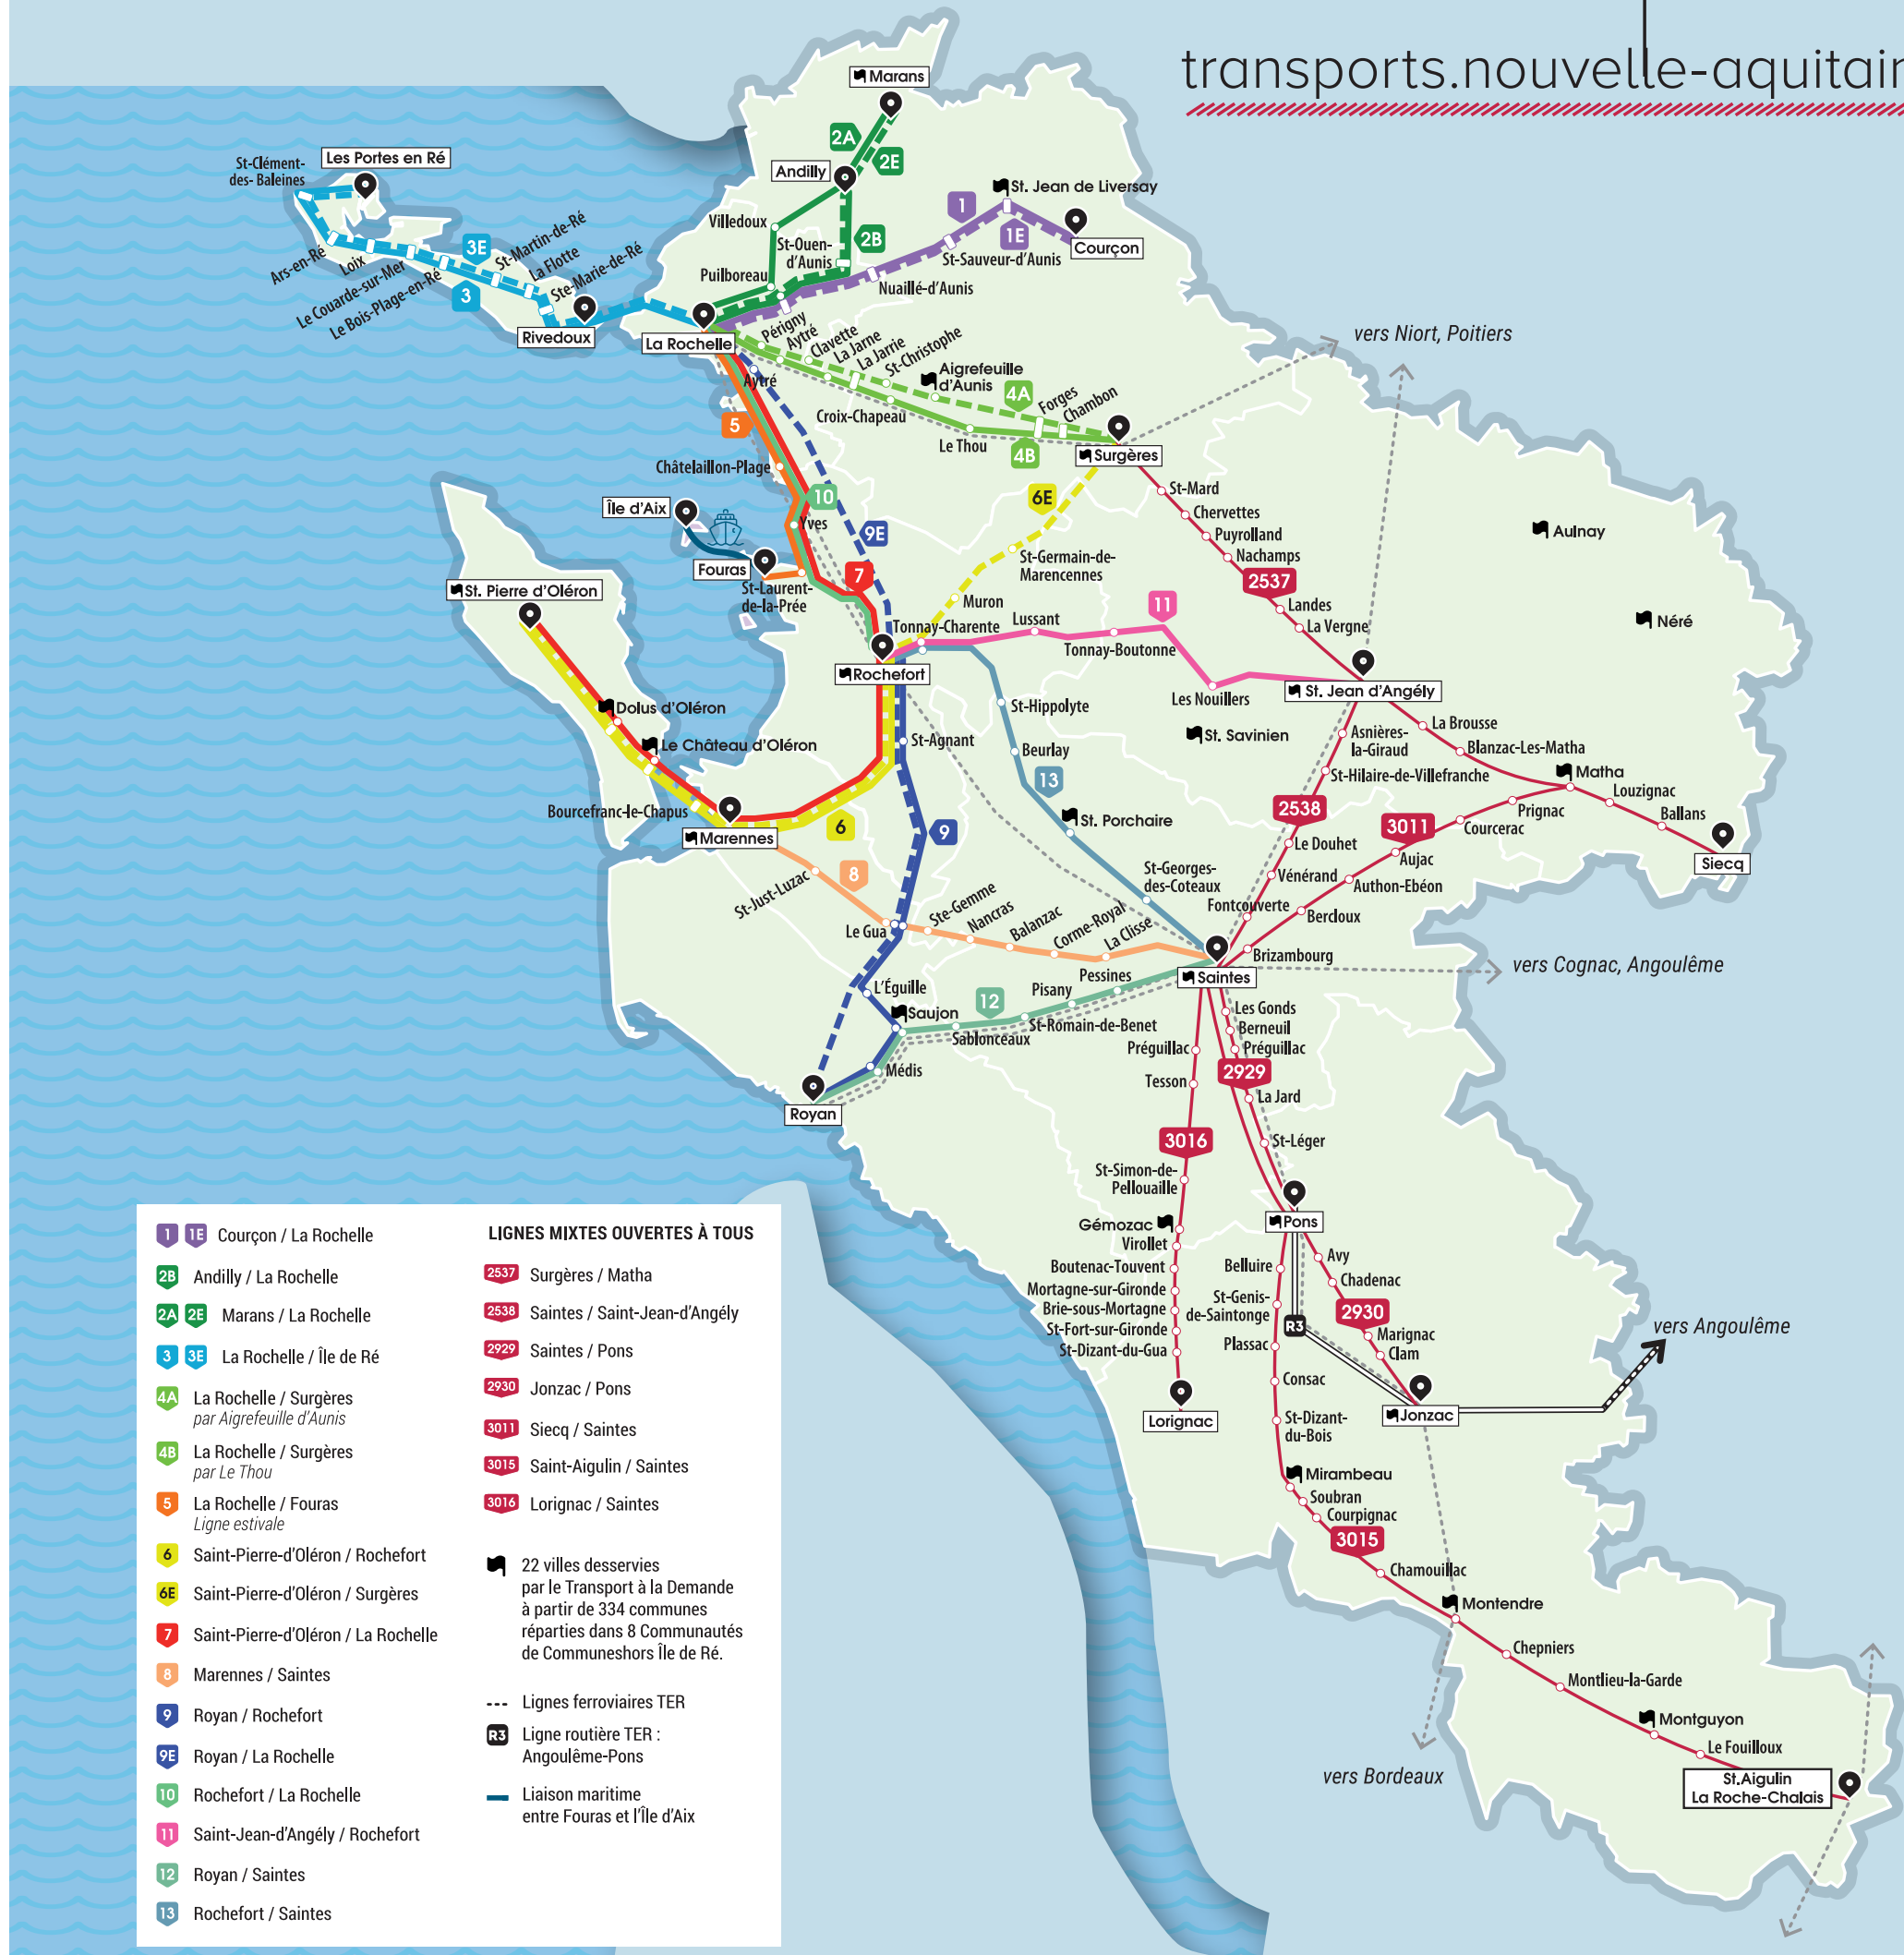 transports.nouvelle-aquitain
Marans
2A
2E
Andilly
St-Clément-
des- Baleines
Les Portes en Ré
St. Jean de Liversay
1
1E
Courçon
Villedoux
2B
St-Ouen-
d'Aunis
St-Sauveur-d'Aunis
Puilboreau
Nuaillé-d'Aunis
3E
St-Martin-de-Ré
La Flotte
Ste-Marie-de-Ré
Ars-en-Ré
Loix
Le Couarde-sur-Mer
Le Bois-Plage-en-Ré
3
Rivedoux
La Rochelle
Périgny
Aytré
Clavette
La Jarne
La Jarrie
St-Christophe
vers Niort, Poitiers
Aytré
Aigrefeuille
d'Aunis
4A
Forges
Chambon
Croix-Chapeau
5
Le Thou
4B
Surgères
Châtelaillon-Plage
10
6E
St-Mard
Île d'Aix
Chervettes
Yves
9E
Puyrolland
Aulnay
Nachamps
Fouras
St-Germain-de-
Marencennes
7
2537
St. Pierre d'Oléron
St-Laurent-
de-la-Prée
Muron
11
Landes
Lussant
Tonnay-Charente
La Vergne
Néré
Tonnay-Boutonne
Rochefort
Les Nouillers
St. Jean d'Angély
Dolus d'Oléron
St-Hippolyte
La Brousse
St. Savinien
Asnières-
la-Giraud
Le Château d'Oléron
St-Agnant
Beurlay
Blanzac-Les-Matha
St-Hilaire-de-Villefranche
Matha
13
Louzignac
Bourcefranc-le-Chapus
2538
Prignac
Ballans
St. Porchaire
6
9
3011
Courcerac
Marennes
Le Douhet
Aujac
Siecq
8
St-Just-Luzac
St-Georges-
des-Coteaux
Vénérand
Authon-Ebéon
Fontcouverte
Bercloux
Le Gua
Ste-Gemme
Nancras
Balanzac
Corme-Royal
La Clisse
Brizambourg
vers Cognac, Angoulême
Saintes
Pessines
L'Éguille
Pisany
12
Saujon
Les Gonds
St-Romain-de-Benet
Berneuil
Sablonceaux
Préguillac
Préguillac
Médis
2929
Tesson
La Jard
Royan
3016
St-Léger
St-Simon-de-
Pellouaille
Gémozac
Pons
Virollet
Avy
Boutenac-Touvent
Belluire
Chadenac
Mortagne-sur-Gironde
St-Genis-
de-Saintonge
Brie-sous-Mortagne
2930
St-Fort-sur-Gironde
R3
Marignac
vers Angoulême
St-Dizant-du-Gua
Plassac
Clam
Consac
Lorignac
Jonzac
St-Dizant-
du-Bois
Mirambeau
Soubran
Courpignac
3015
Chamouillac
Montendre
Chepniers
Montlieu-la-Garde
Montguyon
Le Fouilloux
vers Bordeaux
St.Aigulin
La Roche-Chalais
1 1E Courçon / La Rochelle
2B Andilly / La Rochelle
2A 2E Marans / La Rochelle
3 3E La Rochelle / Île de Ré
4A La Rochelle / Surgères
par Aigrefeuille d'Aunis
4B La Rochelle / Surgères
par Le Thou
5 La Rochelle / Fouras
Ligne estivale
6 Saint-Pierre-d'Oléron / Rochefort
6E Saint-Pierre-d'Oléron / Surgères
7 Saint-Pierre-d'Oléron / La Rochelle
8 Marennes / Saintes
9 Royan / Rochefort
9E Royan / La Rochelle
10 Rochefort / La Rochelle
11 Saint-Jean-d'Angély / Rochefort
12 Royan / Saintes
13 Rochefort / Saintes
LIGNES MIXTES OUVERTES À TOUS
2537 Surgères / Matha
2538 Saintes / Saint-Jean-d'Angély
2929 Saintes / Pons
2930 Jonzac / Pons
3011 Siecq / Saintes
3015 Saint-Aigulin / Saintes
3016 Lorignac / Saintes
22 villes desservies
par le Transport à la Demande
à partir de 334 communes
réparties dans 8 Communautés
de Communeshors Île de Ré.
Lignes ferroviaires TER
R3 Ligne routière TER :
Angoulême-Pons
Liaison maritime
entre Fouras et l'Île d'Aix